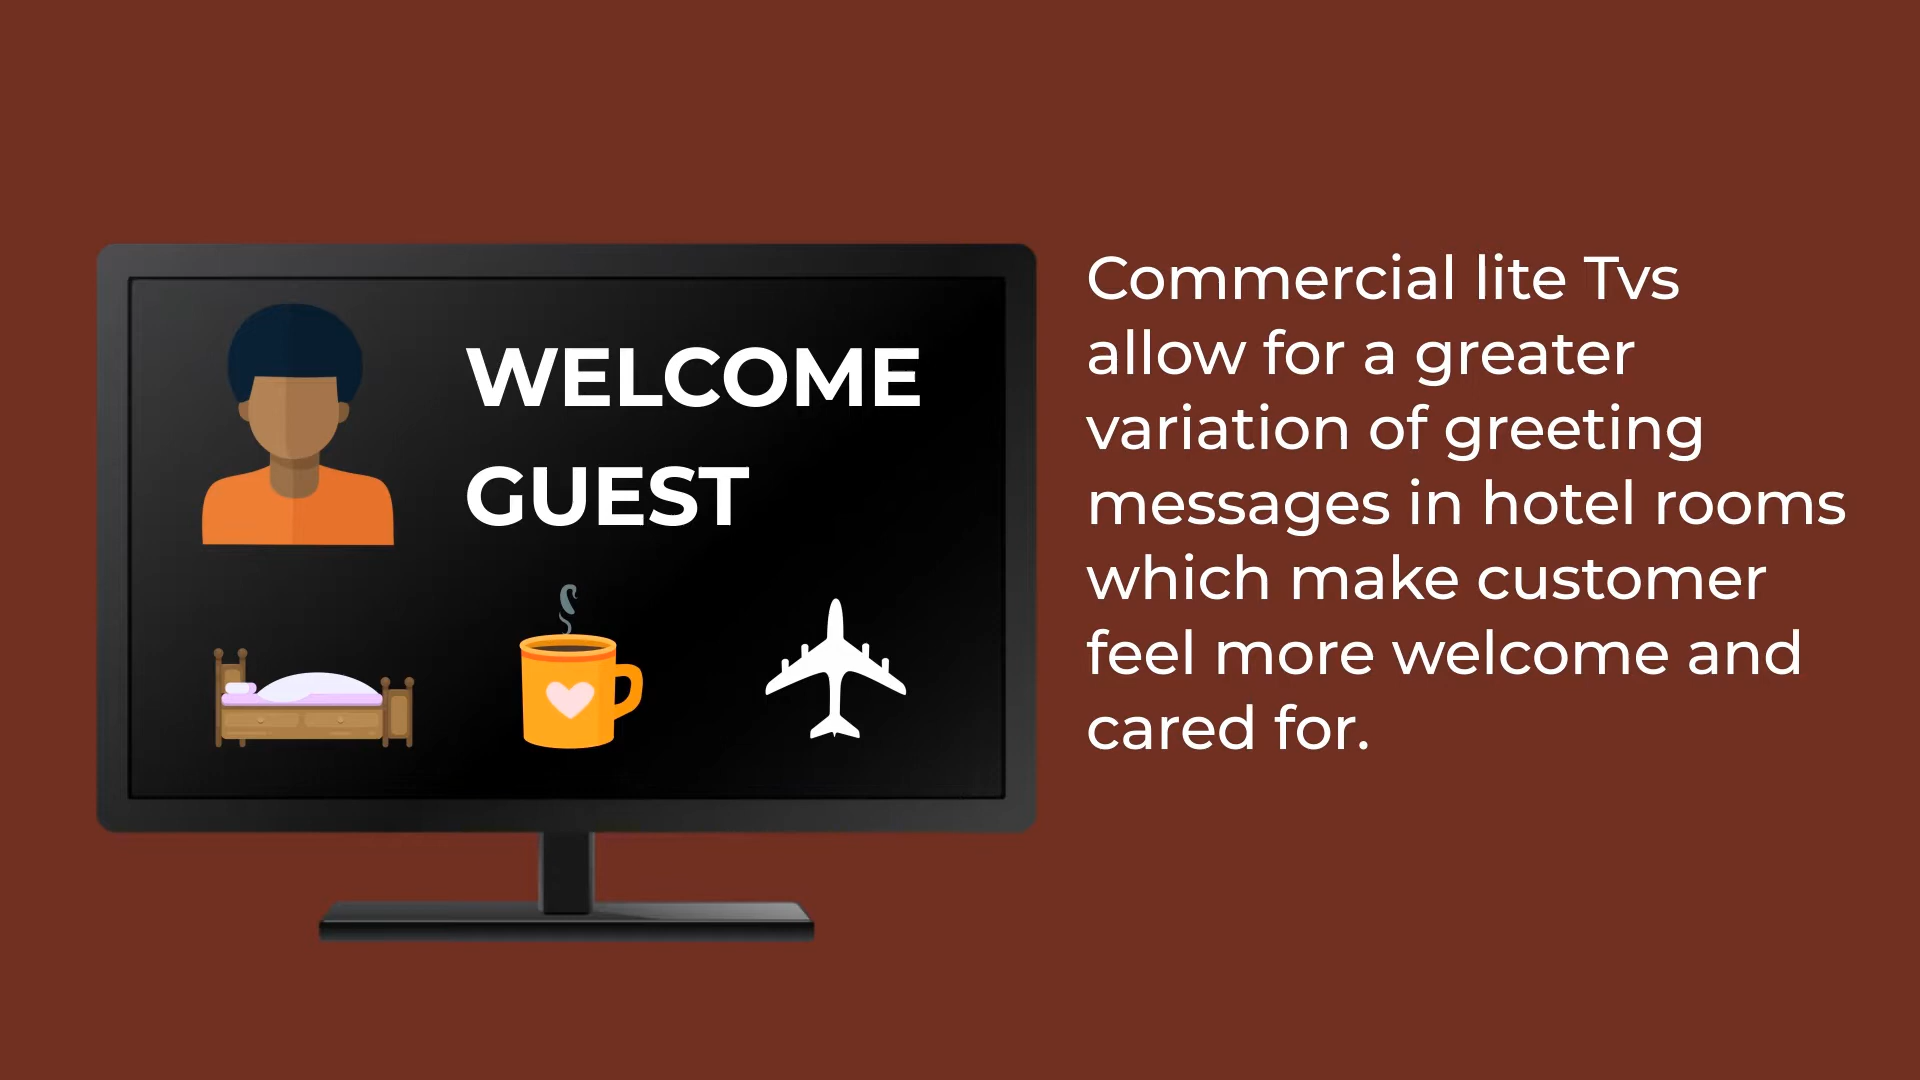 WELCOME
GUEST
Commercial lite Tvs
allow for a greater
variation of greeting
messages in hotel rooms
which make customer
feel more welcome and
cared for.